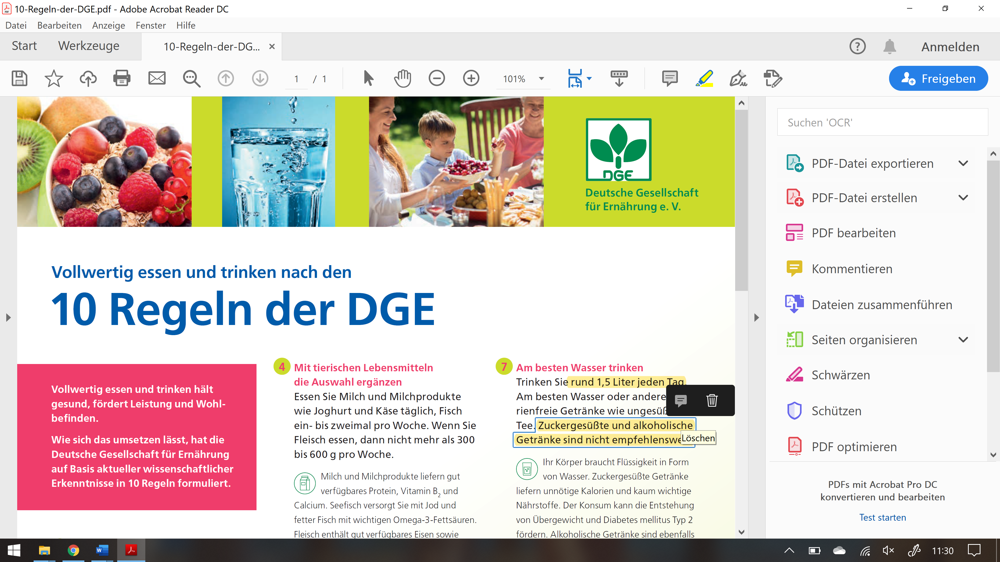 10-Regeln-der-DGE.pdf - Adobe Acrobat Reader DC
Datei Bearbeiten Anzeige Fenster Hilfe
Start Werkzeuge 10-Regeln-der-DG... Anmelden
1 / 1 101% Freigeben
DGE
Deutsche Gesellschaft
für Ernährung e. V.
Vollwertig essen und trinken nach den
10 Regeln der DGE
Vollwertig essen und trinken hält
gesund, fördert Leistung und Wohl-
befinden.
Wie sich das umsetzen lässt, hat die
Deutsche Gesellschaft für Ernährung
auf Basis aktueller wissenschaftlicher
Erkenntnisse in 10 Regeln formuliert.
4 Mit tierischen Lebensmitteln
die Auswahl ergänzen
Essen Sie Milch und Milchprodukte
wie Joghurt und Käse täglich, Fisch
ein- bis zweimal pro Woche. Wenn Sie
Fleisch essen, dann nicht mehr als 300
bis 600 g pro Woche.
Milch und Milchprodukte liefern gut
verfügbares Protein, Vitamin B2 und
Calcium. Seefisch versorgt Sie mit Jod und
fetter Fisch mit wichtigen Omega-3-Fettsäuren.
Fleisch enthält gut verfügbares Eisen sowie
7 Am besten Wasser trinken
Trinken Sie rund 1,5 Liter jeden Tag.
Am besten Wasser oder andere
rienfreie Getränke wie ungesüß
Tee. Zuckergesüßte und alkoholische
Getränke sind nicht empfehlenswe
Löschen
Ihr Körper braucht Flüssigkeit in Form
von Wasser. Zuckergesüßte Getränke
liefern unnötige Kalorien und kaum wichtige
Nährstoffe. Der Konsum kann die Entstehung
von Übergewicht und Diabetes mellitus Typ 2
fördern. Alkoholische Getränke sind ebenfalls
Suchen 'OCR'
PDF-Datei exportieren
PDF-Datei erstellen
PDF bearbeiten
Kommentieren
Dateien zusammenführen
Seiten organisieren
Schwärzen
Schützen
PDF optimieren
PDFs mit Acrobat Pro DC
konvertieren und bearbeiten
Test starten
11:30